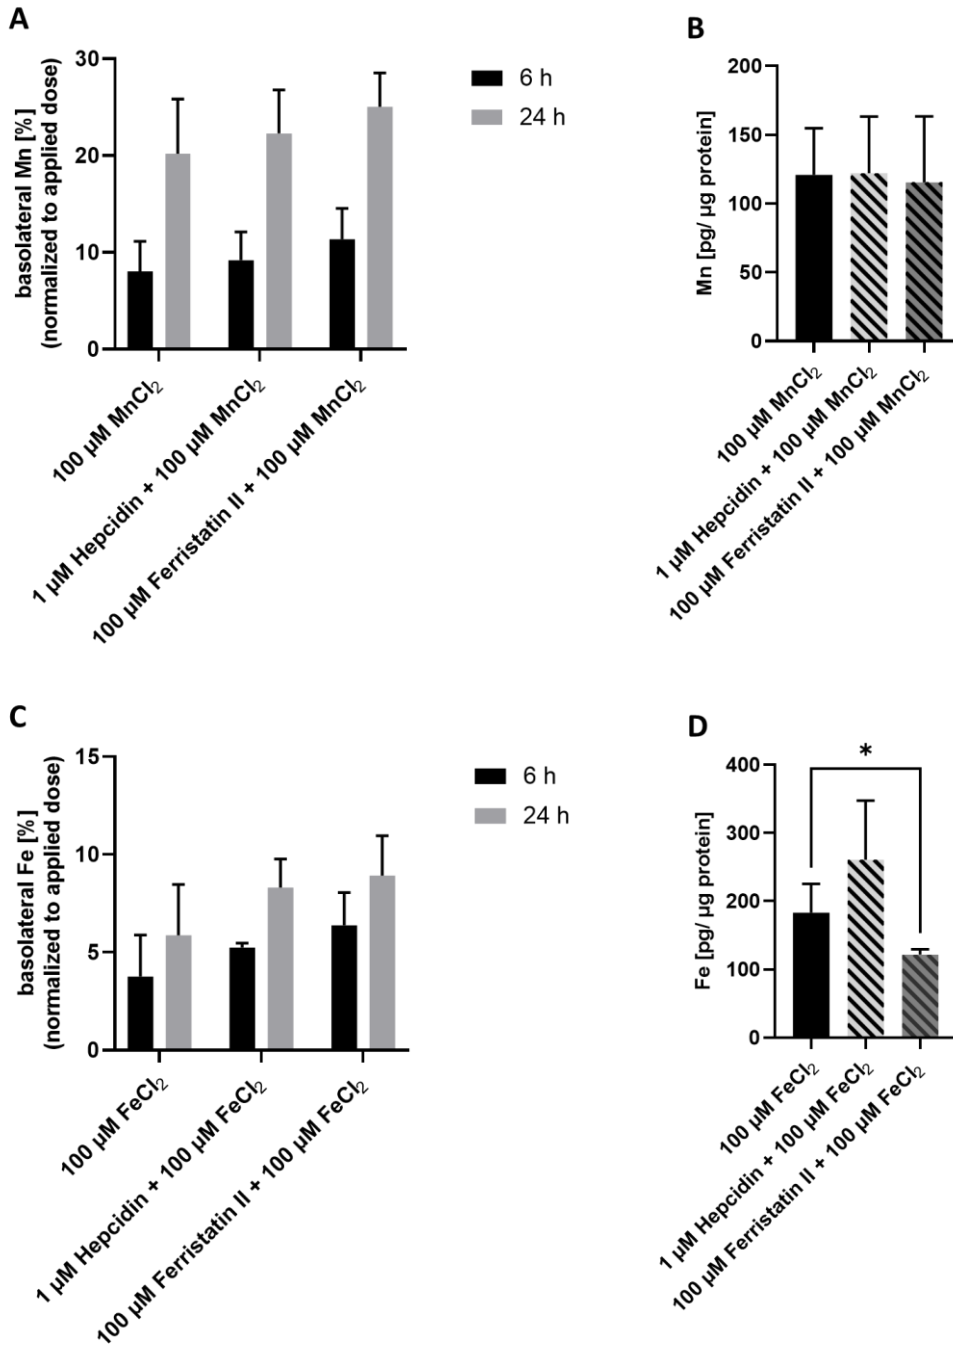 A
basolateral Mn [%]
(normalized to applied dose)
30
20
10
0
6 h
24 h
100 µM MnCl₂
1 µM Hepcidin + 100 µM MnCl₂
100 µM Ferristatin II + 100 µM MnCl₂
B
Mn [pg/ µg protein]
200
150
100
50
0
100 µM MnCl₂
1 µM Hepcidin + 100 µM MnCl₂
100 µM Ferristatin II + 100 µM MnCl₂
C
basolateral Fe [%]
(normalized to applied dose)
15
10
5
0
6 h
24 h
100 µM FeCl₂
1 µM Hepcidin + 100 µM FeCl₂
100 µM Ferristatin II + 100 µM FeCl₂
D
*
Fe [pg/ µg protein]
400
300
200
100
0
100 µM FeCl₂
1 µM Hepcidin + 100 µM FeCl₂
100 µM Ferristatin II + 100 µM FeCl₂